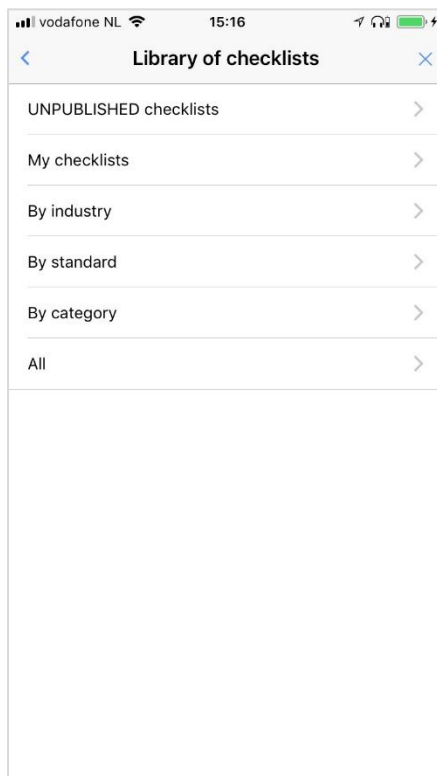 vodafone NL 15:16
Library of checklists
UNPUBLISHED checklists
My checklists
By industry
By standard
By category
All